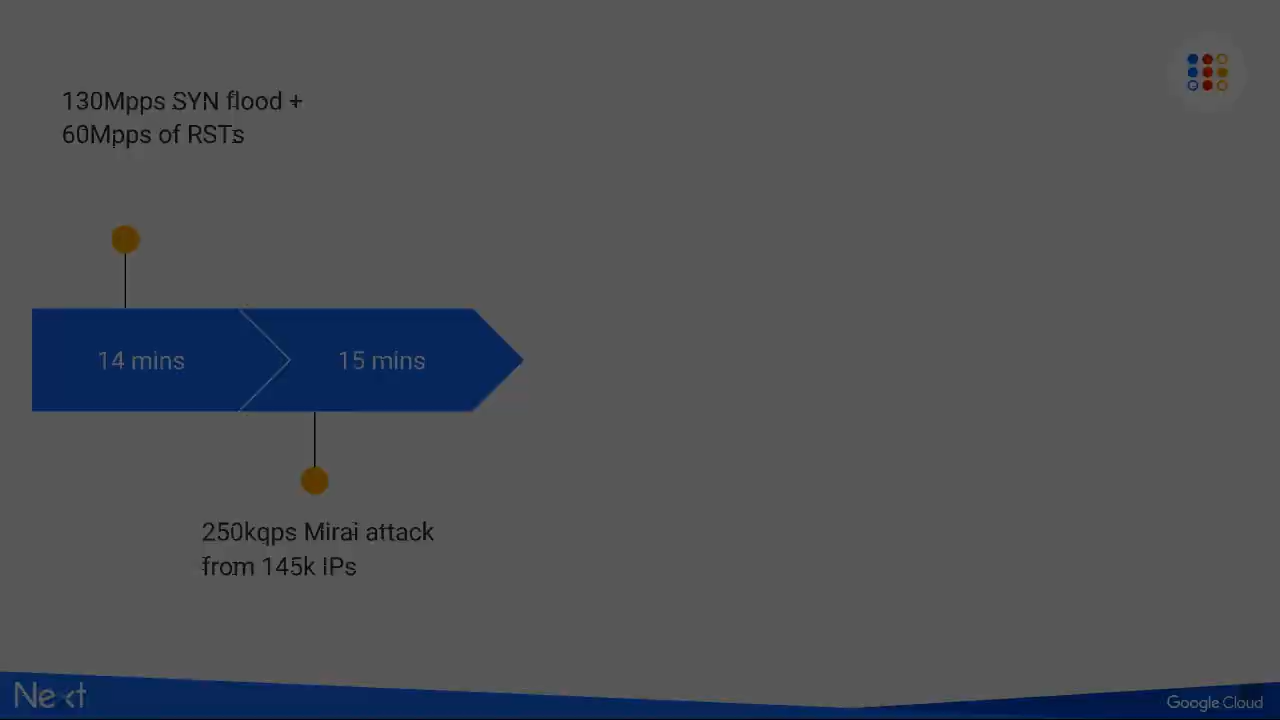 130Mpps SYN flood +
60Mpps of RSTs
14 mins
15 mins
250kqps Mirai attack
from 145k IPs
Next
Google Cloud